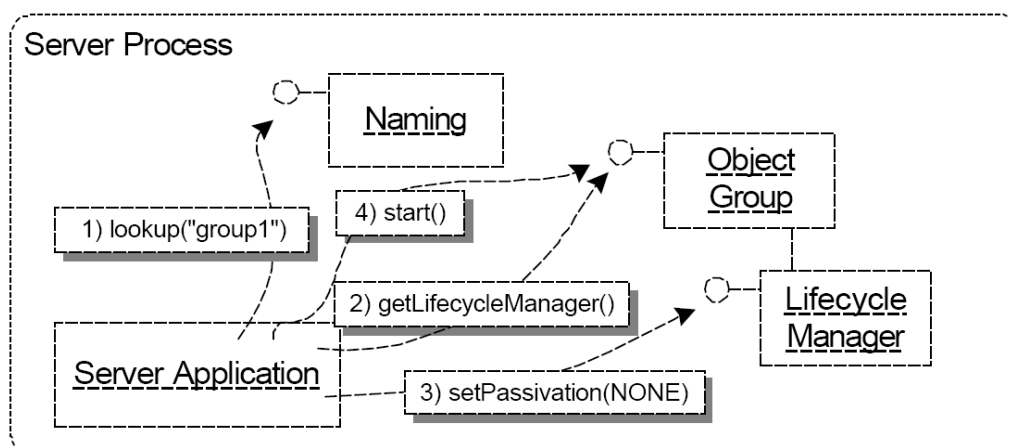 Server Process
Naming
Object
Group
1) lookup("group1")
4) start()
2) getLifecycleManager()
Lifecycle
Manager
Server Application
3) setPassivation(NONE)